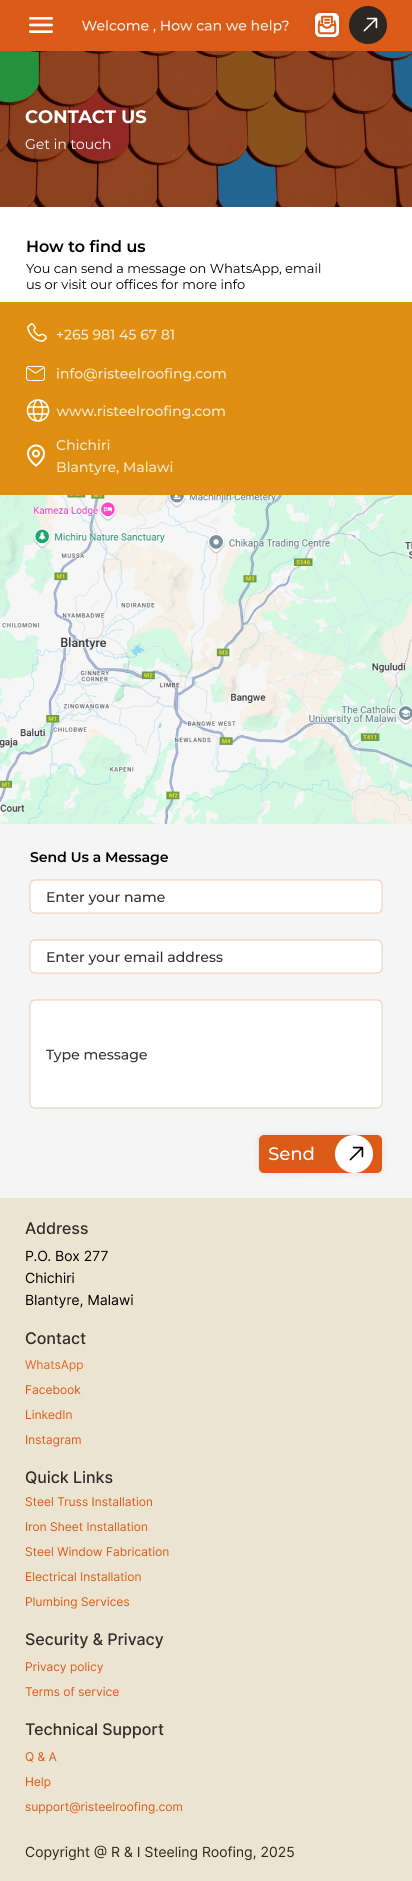 Welcome , How can we help?
CONTACT US
Get in touch
How to find us
You can send a message on WhatsApp, email
us or visit our offices for more info
+265 981 45 67 81
info@risteelroofing.com
www.risteelroofing.com
Chichiri
Blantyre, Malawi
Machinjiri Cemetery
Kameza Lodge
Michiru Nature Sanctuary
Chikapa Trading Centre
S146
MUSSA
M1
M3
NDIRANDE
NYAMBADWE
CHILOMONI
Blantyre
M3
Nguludi
GINNERY
CORNER
M2
LIMBE
Bangwe
ZINGWANGWA
The Catholic
University of Malawi
M1
BANGWE WEST
Baluti
CHILOBWE
NEWLANDS
M4
T411
gaja
KAPENI
M1
M2
Court
Send Us a Message
Enter your name
Enter your email address
Type message
Send
Address
P.O. Box 277
Chichiri
Blantyre, Malawi
Contact
WhatsApp
Facebook
LinkedIn
Instagram
Quick Links
Steel Truss Installation
Iron Sheet Installation
Steel Window Fabrication
Electrical Installation
Plumbing Services
Security & Privacy
Privacy policy
Terms of service
Technical Support
Q & A
Help
support@risteelroofing.com
Copyright @ R & I Steeling Roofing, 2025